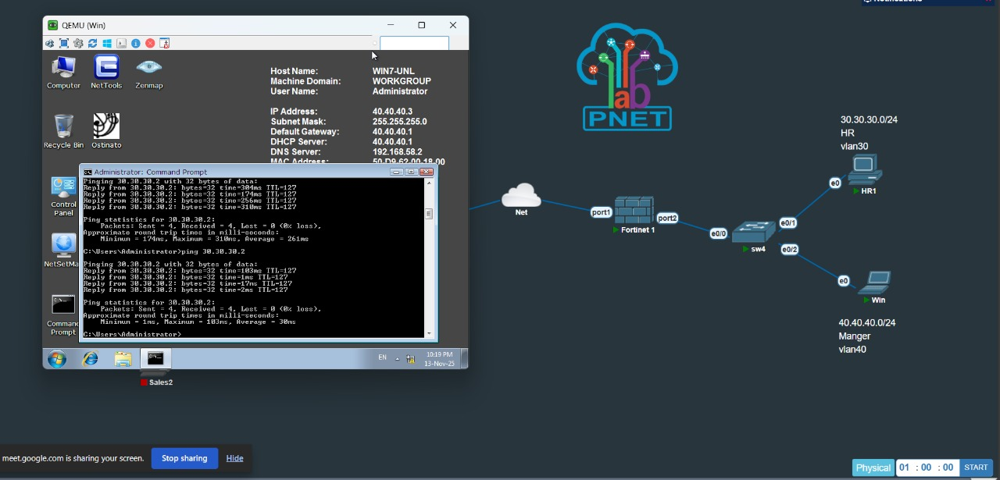 QEMU (Win)
Computer
NetTools
Zenmap
Recycle Bin
Ostinato
Control
Panel
NetSetMa
Command
Prompt
Host Name: WIN7-UNL
Machine Domain: WORKGROUP
User Name: Administrator
IP Address: 40.40.40.3
Subnet Mask: 255.255.255.0
Default Gateway: 40.40.40.1
DHCP Server: 40.40.40.1
DNS Server: 192.168.58.2
MAC Address: 50-D9-62-00-18-00
Administrator: Command Prompt
Pinging 30.30.30.2 with 32 bytes of data:
Reply from 30.30.30.2: bytes=32 time=304ms TTL=127
Reply from 30.30.30.2: bytes=32 time=174ms TTL=127
Reply from 30.30.30.2: bytes=32 time=256ms TTL=127
Reply from 30.30.30.2: bytes=32 time=310ms TTL=127
Ping statistics for 30.30.30.2:
Packets: Sent = 4, Received = 4, Lost = 0 (0% loss),
Approximate round trip times in milli-seconds:
Minimum = 174ms, Maximum = 310ms, Average = 261ms
C:\Users\Administrator>ping 30.30.30.2
Pinging 30.30.30.2 with 32 bytes of data:
Reply from 30.30.30.2: bytes=32 time=103ms TTL=127
Reply from 30.30.30.2: bytes=32 time=1ms TTL=127
Reply from 30.30.30.2: bytes=32 time=17ms TTL=127
Reply from 30.30.30.2: bytes=32 time=2ms TTL=127
Ping statistics for 30.30.30.2:
Packets: Sent = 4, Received = 4, Lost = 0 (0% loss),
Approximate round trip times in milli-seconds:
Minimum = 1ms, Maximum = 103ms, Average = 30ms
C:\Users\Administrator>
EN
10:19 PM
13-Nov-25
Sales2
lab
PNET
Net
port1
Fortinet 1
port2
e0/0
sw4
e0/1
e0/2
30.30.30.0/24
HR
vlan30
e0
HR1
e0
Win
40.40.40.0/24
Manger
vlan40
meet.google.com is sharing your screen.
Stop sharing
Hide
Physical
01 : 00 : 00
START